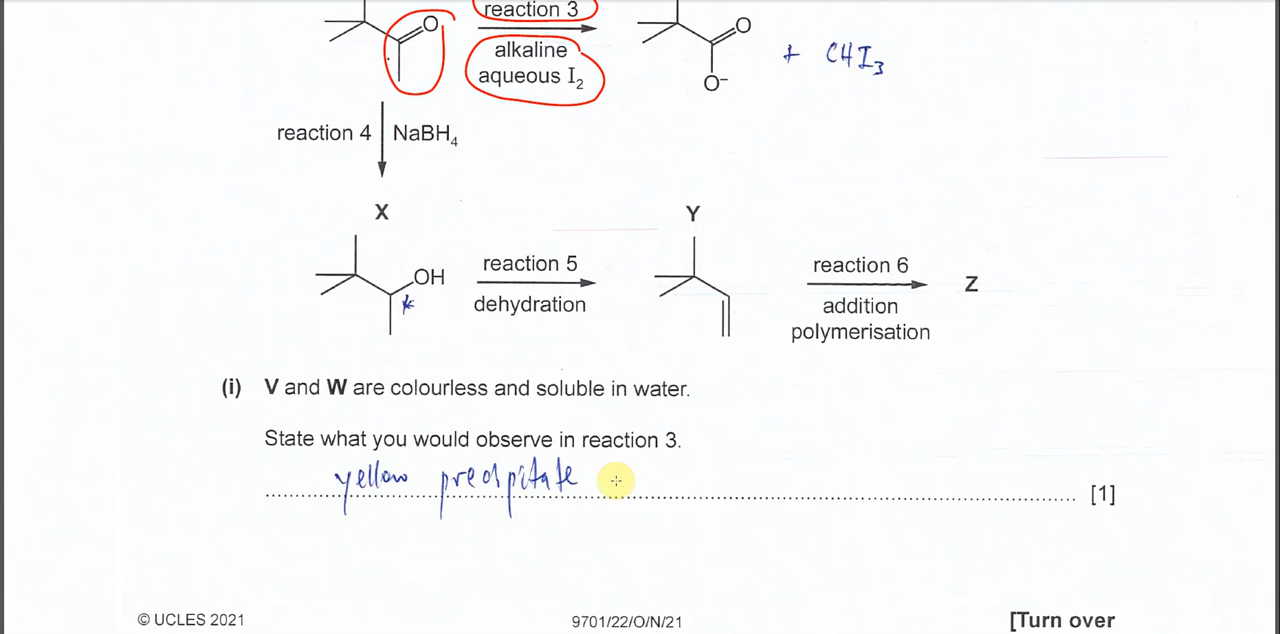 reaction 3
O
alkaline
aqueous I2
O
O–
+ CHI3
reaction 4 NaBH4
X
OH
*
reaction 5
dehydration
Y
reaction 6
addition
polymerisation
Z
(i) V and W are colourless and soluble in water.
State what you would observe in reaction 3.
yellow precipitate
[1]
© UCLES 2021
9701/22/O/N/21
[Turn over